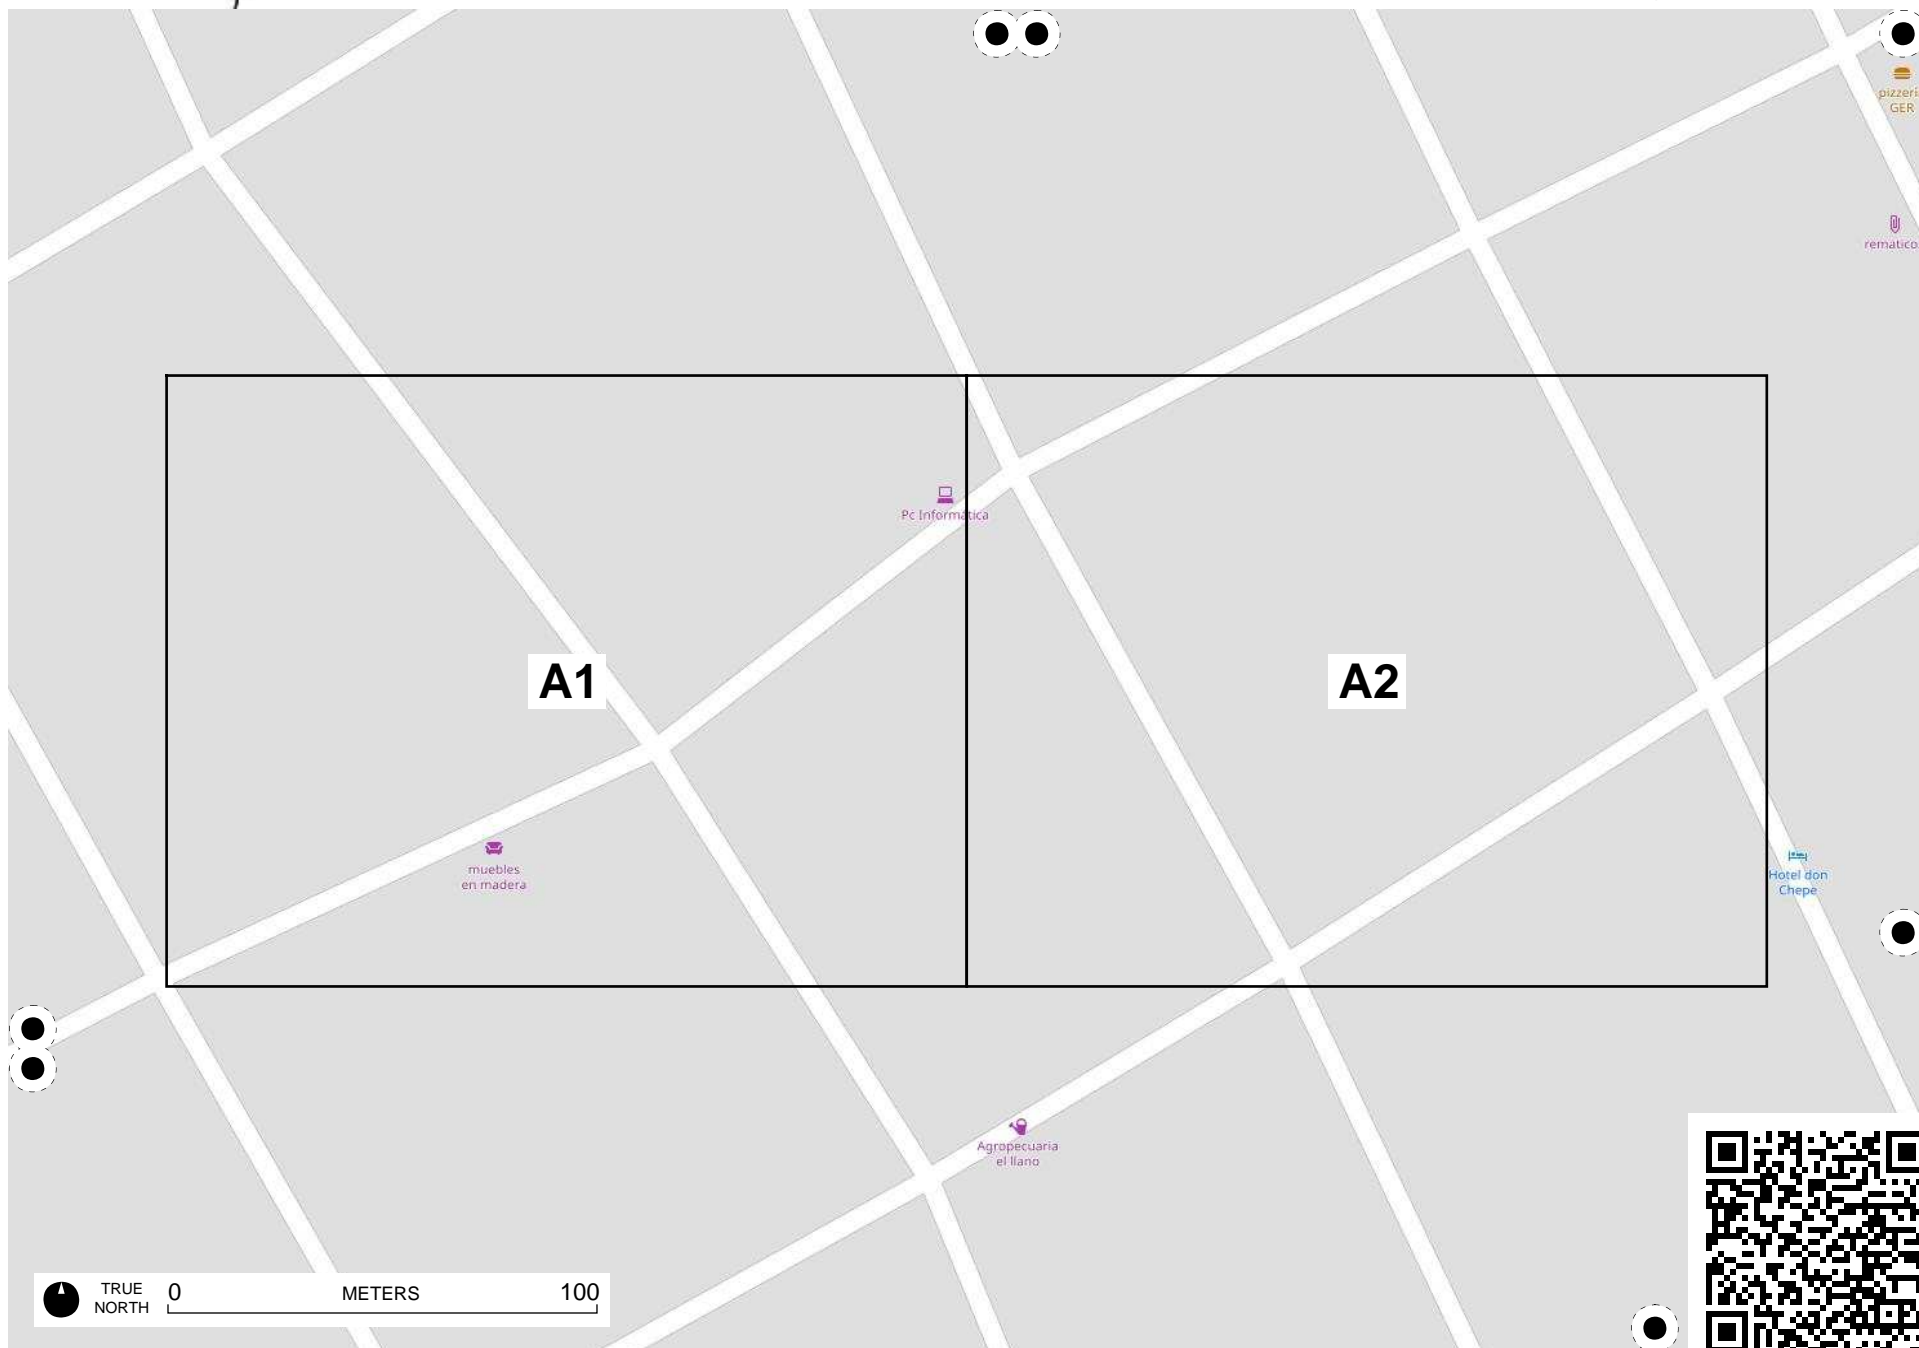 pizzeri
GER
rematico
Pc Informática
A1
A2
muebles
en madera
Hotel don
Chepe
Agropecuaria
el llano
TRUE
NORTH
0
METERS
100